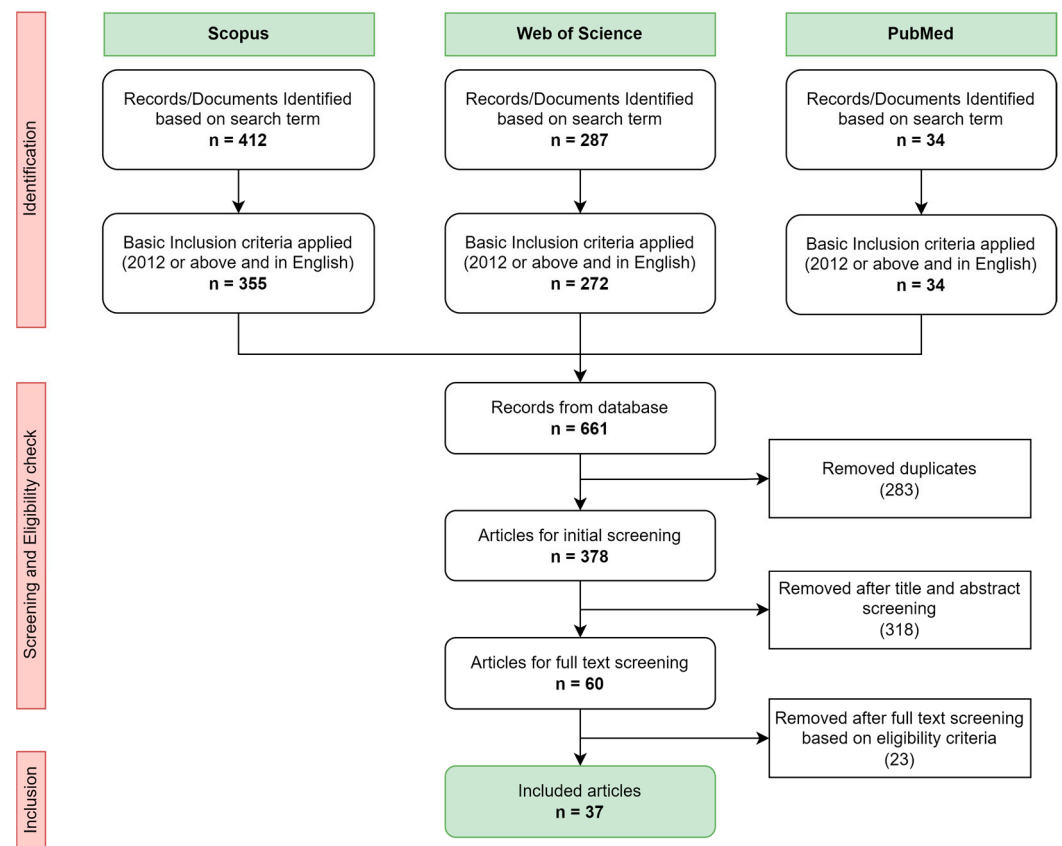 Identification
Scopus
Web of Science
PubMed
Records/Documents Identified
based on search term
n = 412
Records/Documents Identified
based on search term
n = 287
Records/Documents Identified
based on search term
n = 34
Basic Inclusion criteria applied
(2012 or above and in English)
n = 355
Basic Inclusion criteria applied
(2012 or above and in English)
n = 272
Basic Inclusion criteria applied
(2012 or above and in English)
n = 34
Screening and Eligibility check
Records from database
n = 661
Removed duplicates
(283)
Articles for initial screening
n = 378
Removed after title and abstract
screening
(318)
Articles for full text screening
n = 60
Removed after full text screening
based on eligibility criteria
(23)
Inclusion
Included articles
n = 37